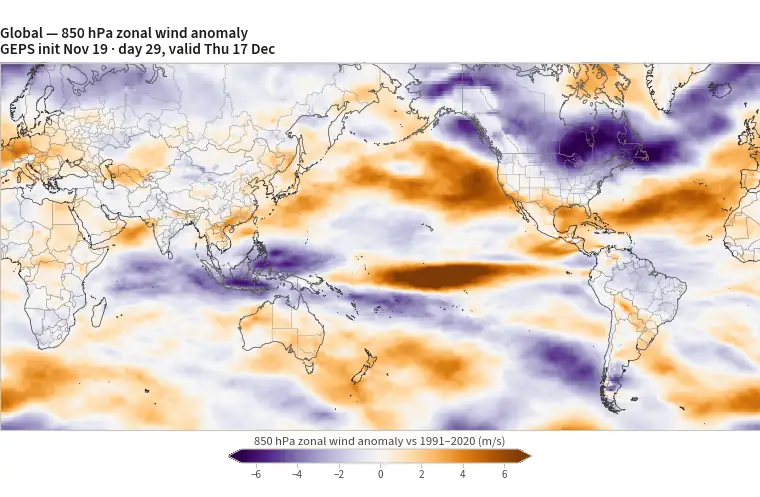 Global — 850 hPa zonal wind anomaly
GEPS init Nov 19 · day 29, valid Thu 17 Dec
850 hPa zonal wind anomaly vs 1991–2020 (m/s)
−6 −4 −2 0 2 4 6